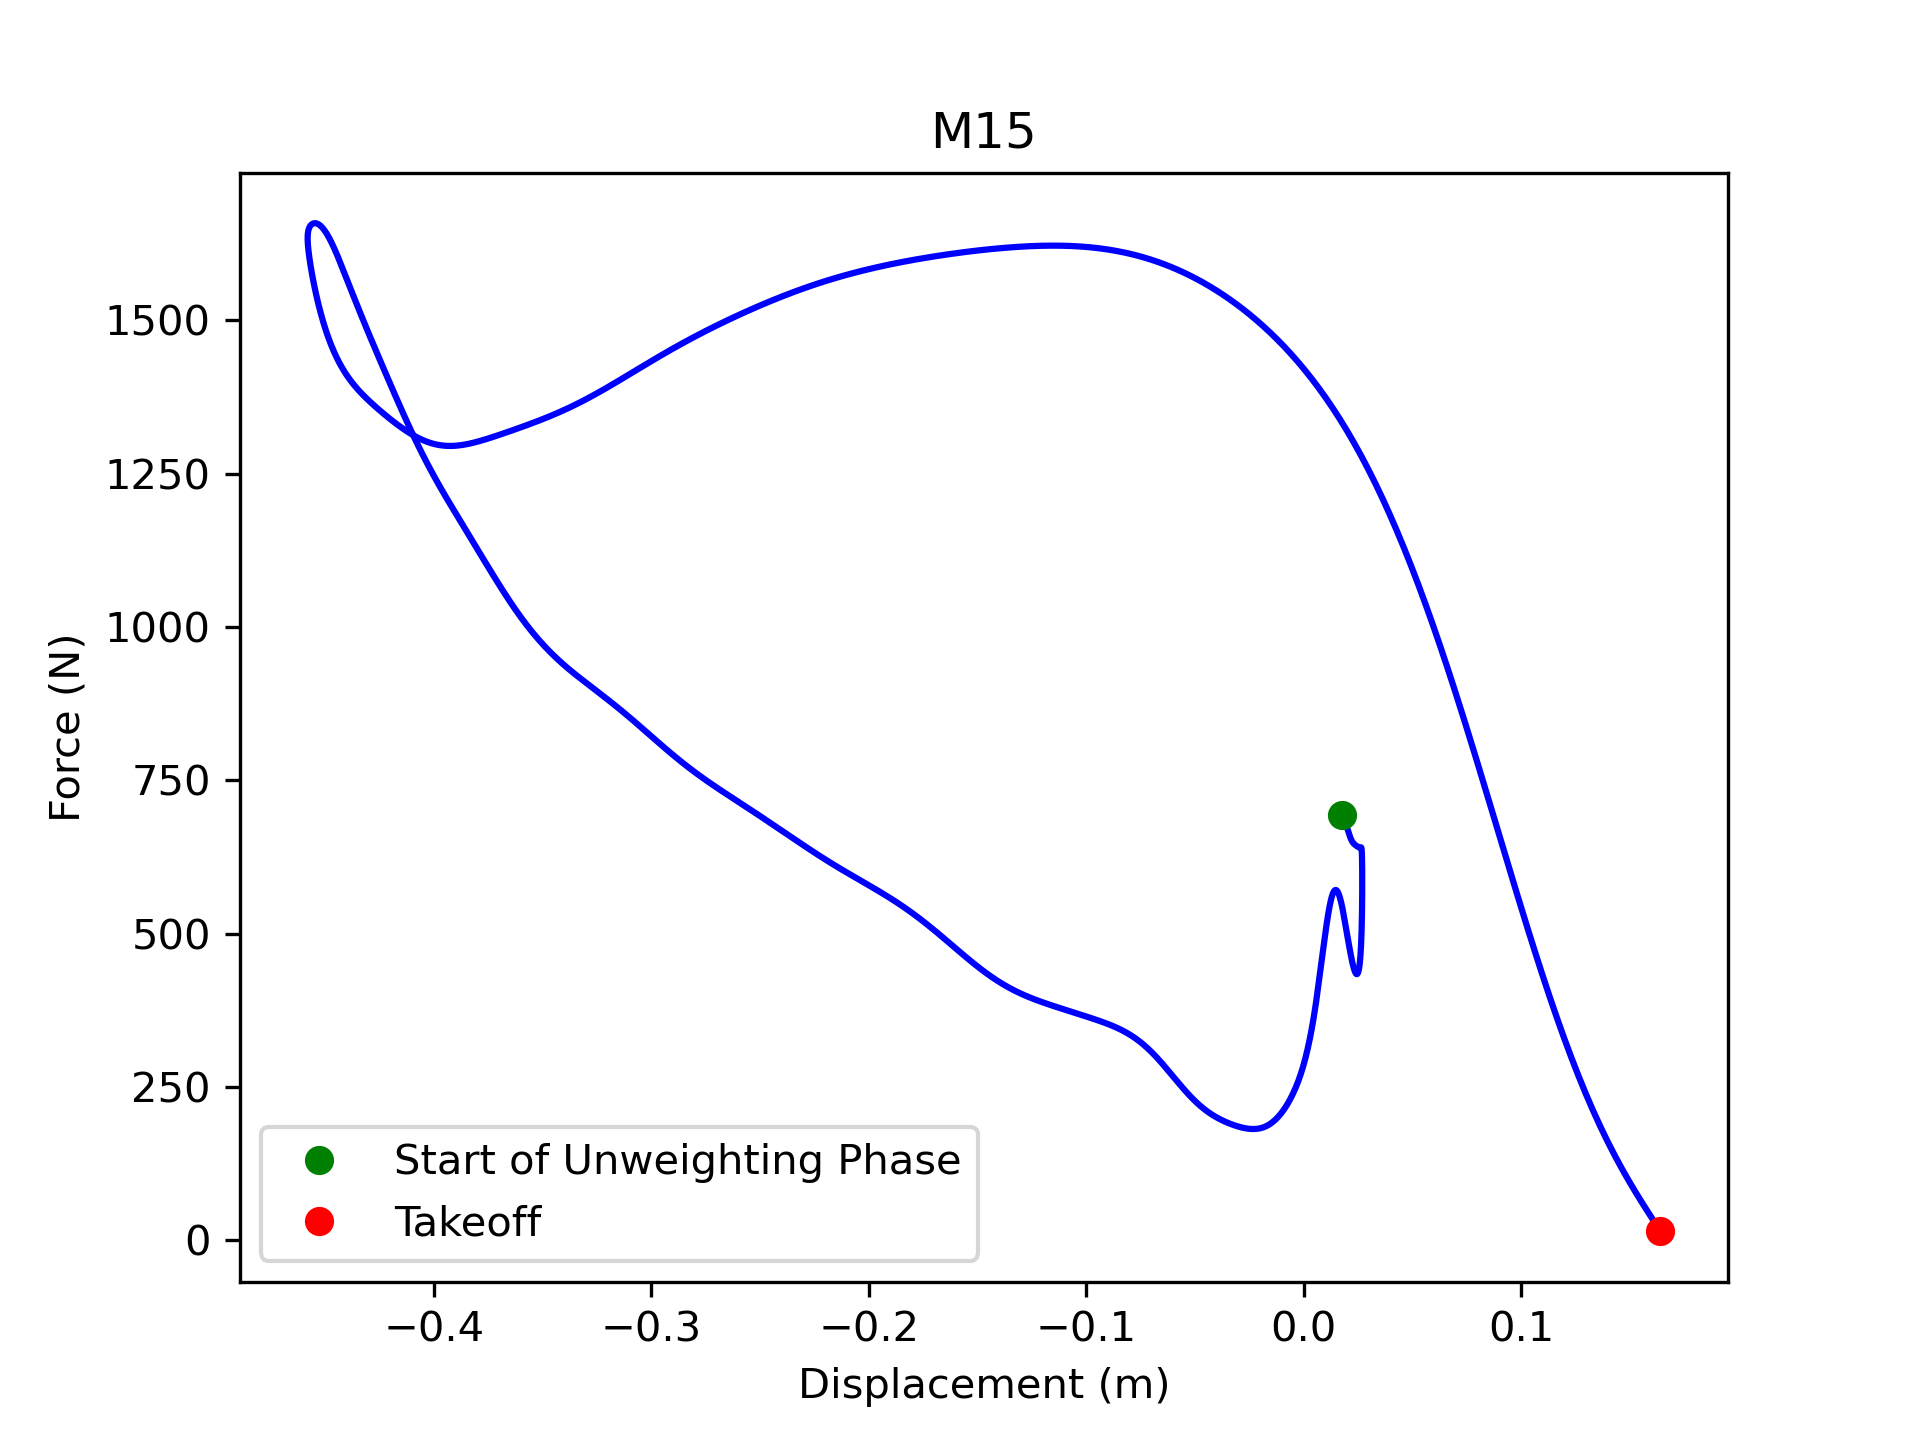 M15
Force (N)
1500
1250
1000
750
500
250
0
Start of Unweighting Phase
Takeoff
−0.4
−0.3
−0.2
−0.1
0.0
0.1
Displacement (m)